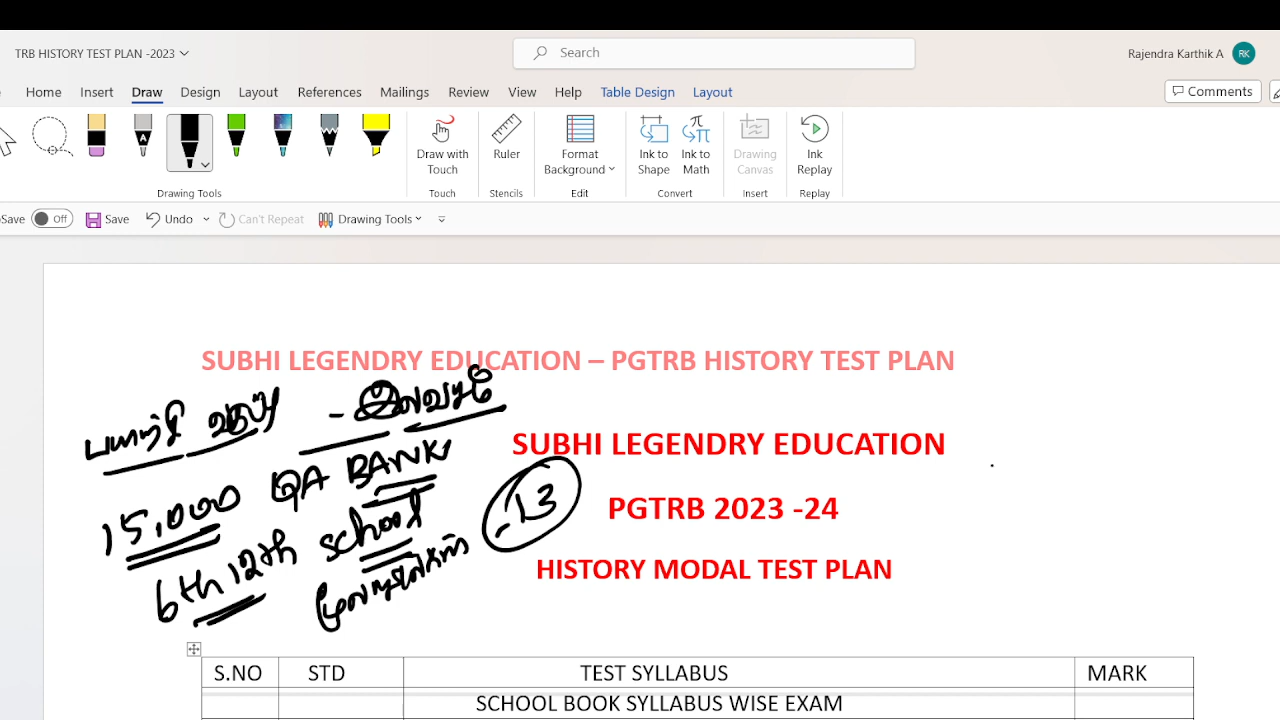 TRB HISTORY TEST PLAN -2023
Search
Rajendra Karthik A RK
Home Insert Draw Design Layout References Mailings Review View Help Table Design Layout
Comments
A
Draw with Touch
Ruler
Format Background
Ink to Shape
Ink to Math
Drawing Canvas
Ink Replay
Drawing Tools Touch Stencils Edit Convert Insert Replay
Save Off Save Undo Can't Repeat Drawing Tools
SUBHI LEGENDRY EDUCATION – PGTRB HISTORY TEST PLAN
பயிற்சி வகுப்பு - இலவசம்
SUBHI LEGENDRY EDUCATION
15,000 QA BANK
PGTRB 2023 -24
6th 12th school
13
HISTORY MODAL TEST PLAN
S.NO STD TEST SYLLABUS MARK
SCHOOL BOOK SYLLABUS WISE EXAM